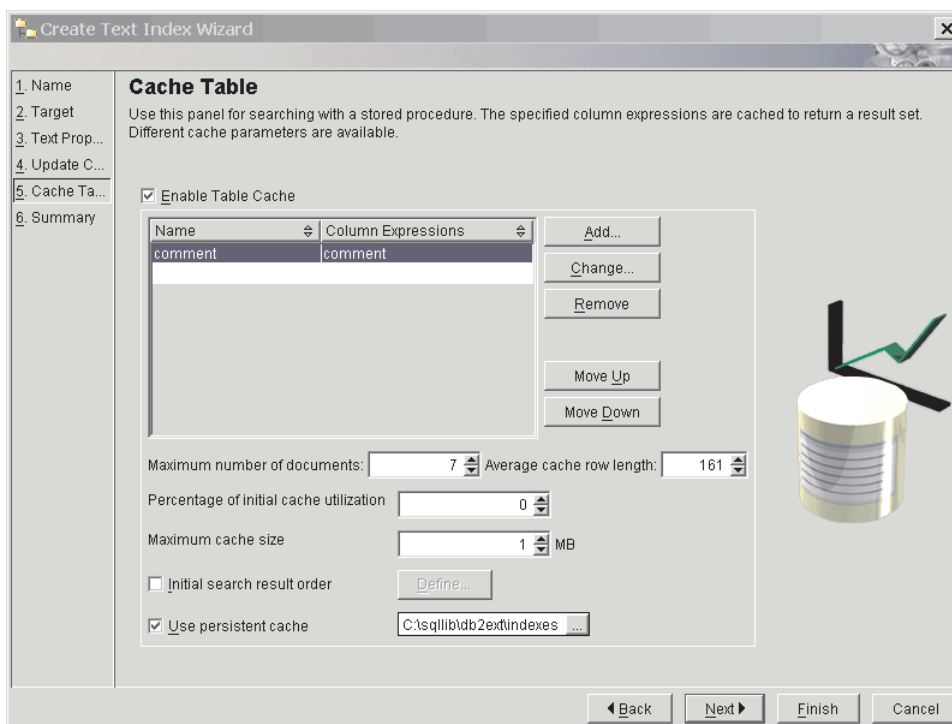 Create Text Index Wizard
1. Name
2. Target
3. Text Prop...
4. Update C...
5. Cache Ta...
6. Summary
Cache Table
Use this panel for searching with a stored procedure. The specified column expressions are cached to return a result set.
Different cache parameters are available.
Enable Table Cache
Name Column Expressions
comment comment
Add...
Change...
Remove
Move Up
Move Down
Maximum number of documents: 7 Average cache row length: 161
Percentage of initial cache utilization 0
Maximum cache size 1 MB
Initial search result order Define...
Use persistent cache C:\sqllib\db2ext\indexes ...
Back Next Finish Cancel